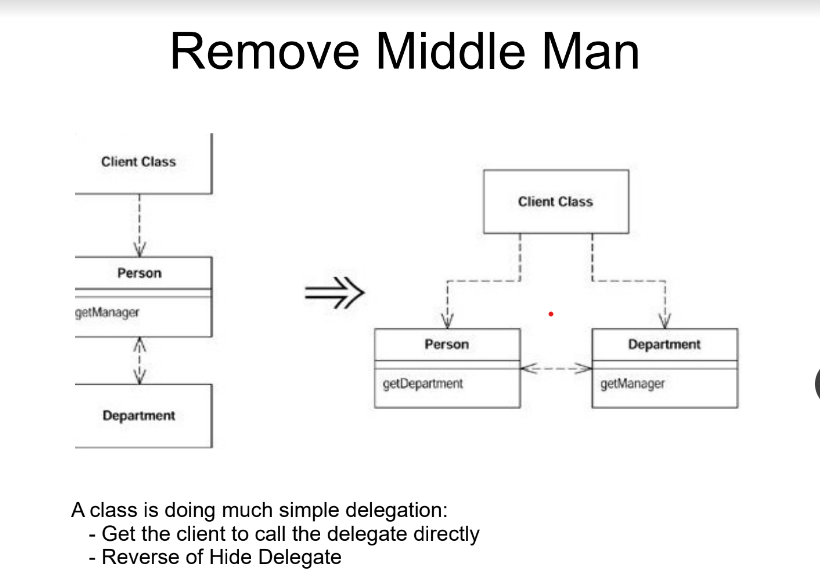 Remove Middle Man
Client Class
Person
getManager
Department
Client Class
Person
getDepartment
Department
getManager
A class is doing much simple delegation:
- Get the client to call the delegate directly
- Reverse of Hide Delegate